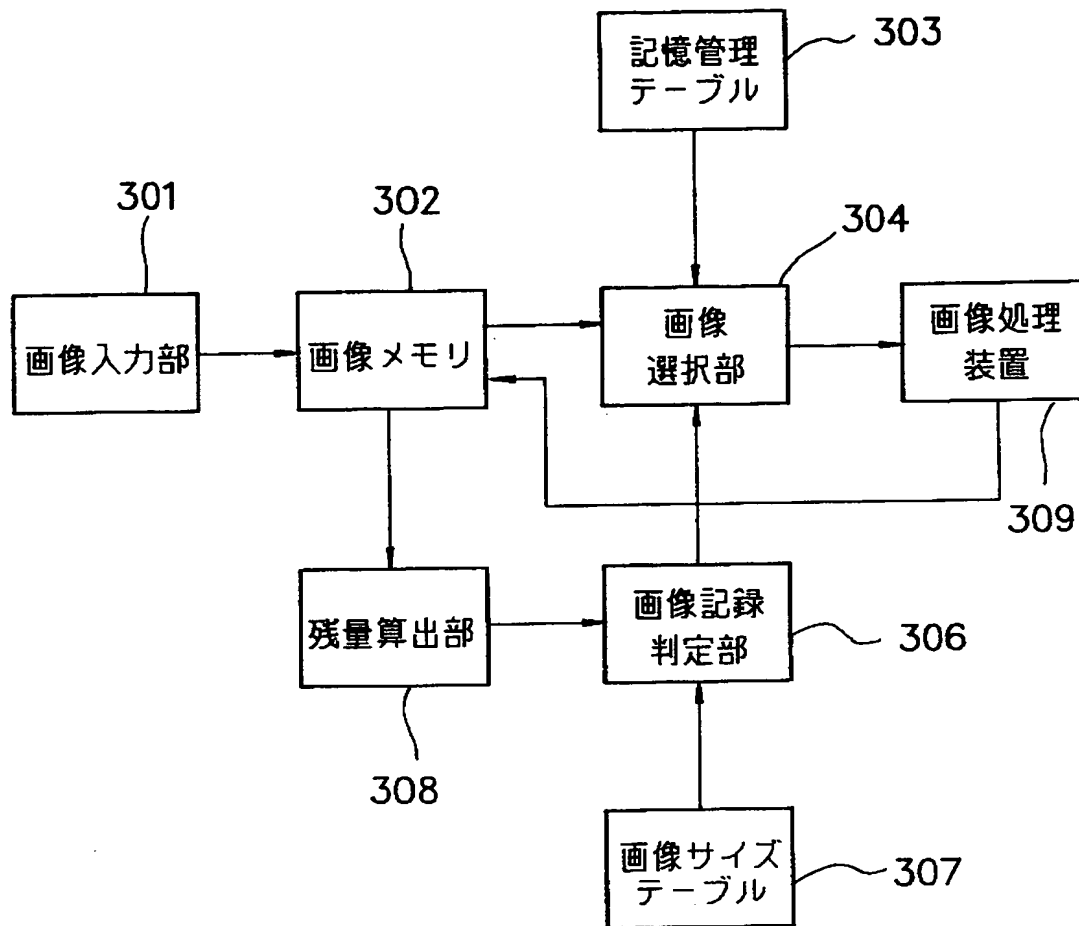 303
記憶管理
テーブル
301
302
304
画像入力部
画像メモリ
画像
選択部
画像処理
装置
309
残量算出部
画像記録
判定部
306
308
画像サイズ
テーブル
307